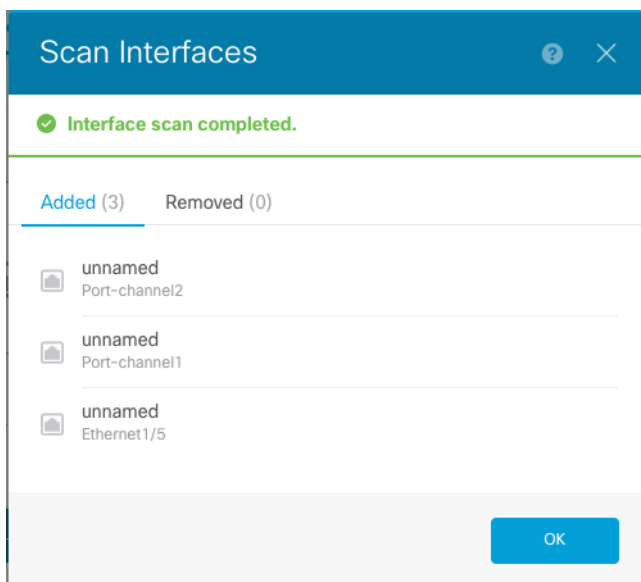 Scan Interfaces
?
Interface scan completed.
Added (3) Removed (0)
unnamed
Port-channel2
unnamed
Port-channel1
unnamed
Ethernet1/5
OK